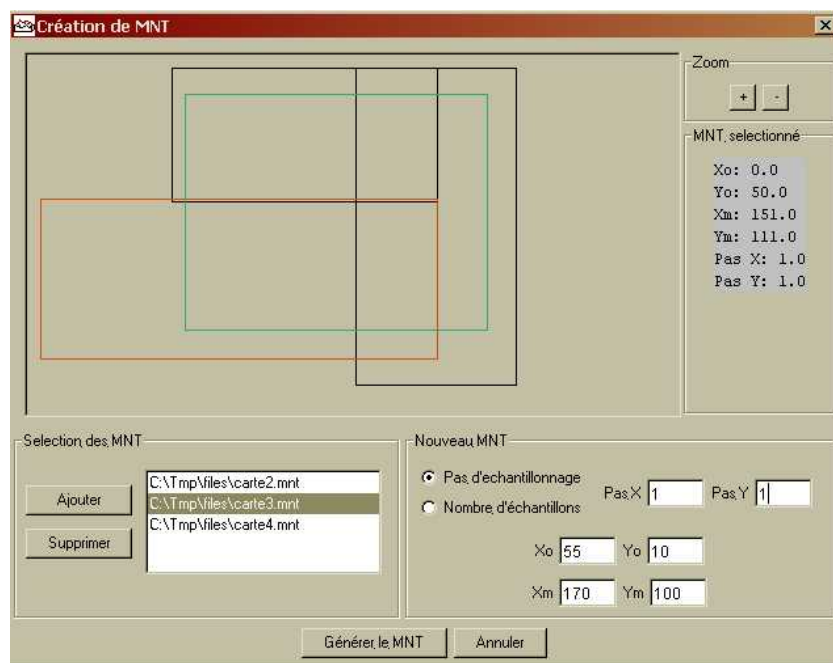 Création de MNT
Zoom
+ -
MNT selectionné
Xo: 0.0
Yo: 50.0
Xm: 151.0
Ym: 111.0
Pas X: 1.0
Pas Y: 1.0
Selection des MNT
Ajouter
Supprimer
C:\Tmp\files\carte2.mnt
C:\Tmp\files\carte3.mnt
C:\Tmp\files\carte4.mnt
Nouveau MNT
Pas d'echantillonnage
Nombre d'échantillons
Pas X 1 Pas Y 1
Xo 55 Yo 10
Xm 170 Ym 100
Générer le MNT Annuler